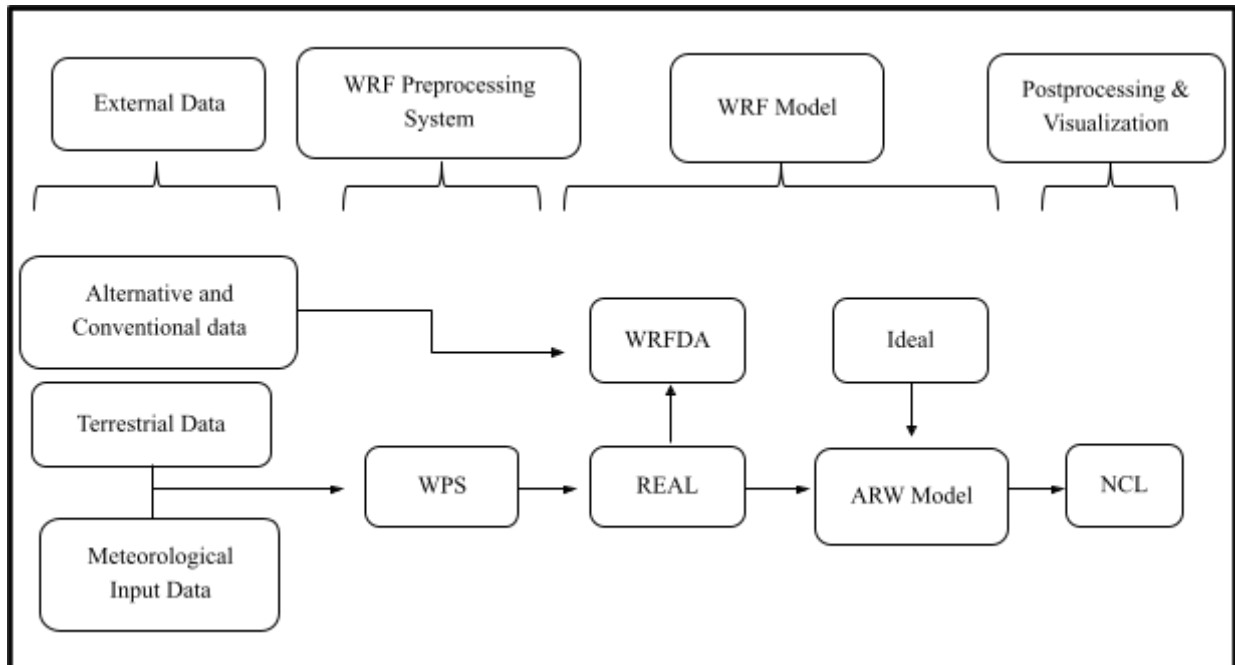 External Data
WRF Preprocessing
System
WRF Model
Postprocessing &
Visualization
Alternative and
Conventional data
WRFDA
Ideal
Terrestrial Data
WPS
REAL
ARW Model
NCL
Meteorological
Input Data